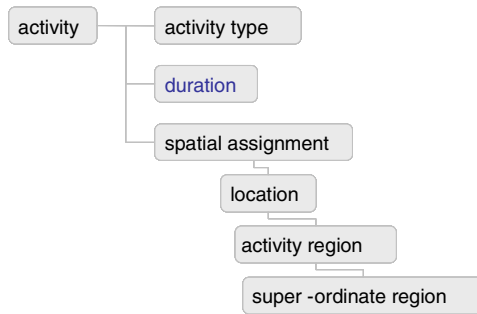 activity
activity type
duration
spatial assignment
location
activity region
super -ordinate region